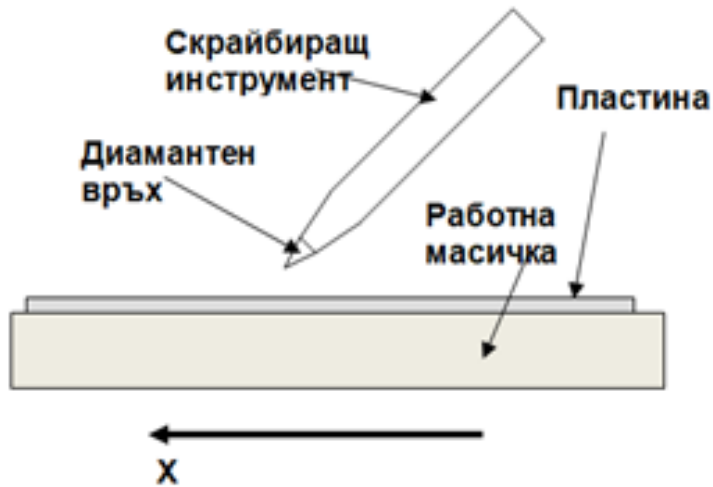 Скрайбиращ
инструмент
Пластина
Диамантен
връх
Работна
масичка
X